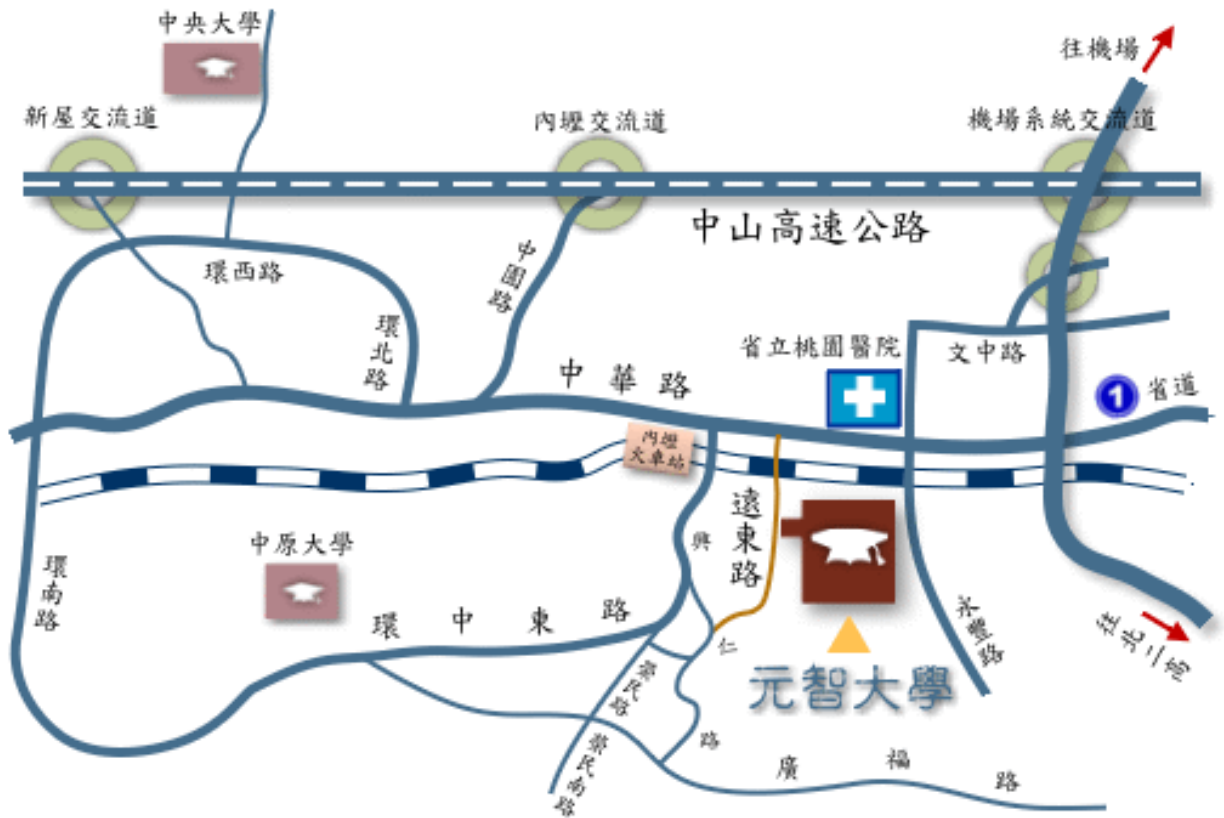 中央大學
往機場
新屋交流道
內壢交流道
機場系統交流道
中山高速公路
環西路
中園路
環北路
省立桃園醫院
文中路
中華路
1
省道
內壢
火車站
遠東路
中原大學
環南路
興
仁
路
環中東路
永豐路
往北二高
元智大學
榮民路
榮民南路
廣福路